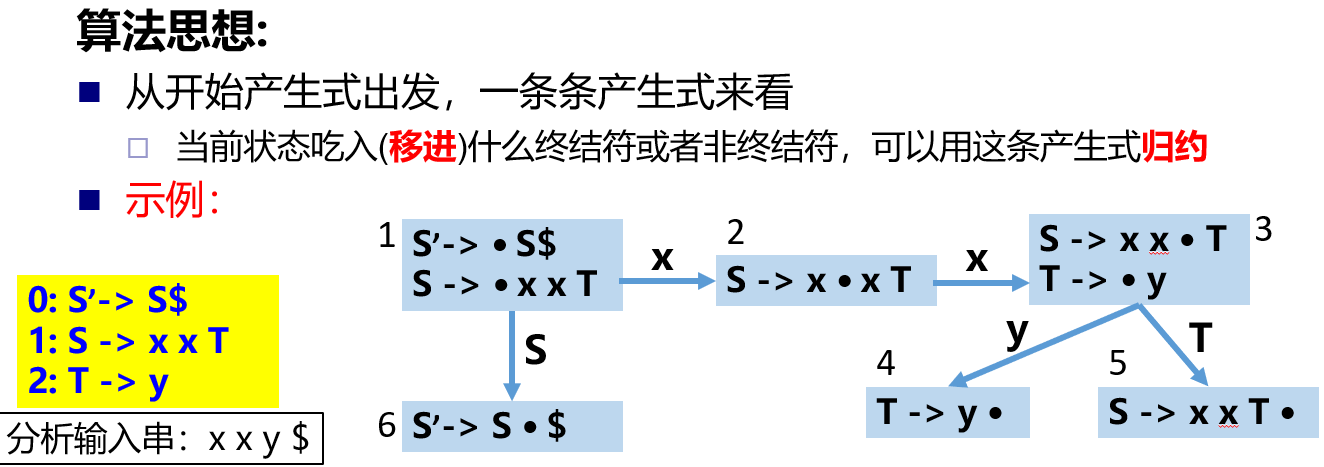 算法思想:
从开始产生式出发，一条条产生式来看
当前状态吃入(移进)什么终结符或者非终结符，可以用这条产生式归约
示例：
1
S’-> • S$
S -> • x x T
x
2
S -> x • x T
x
3
S -> x x • T
T -> • y
0: S’-> S$
1: S -> x x T
2: T -> y
S
y
T
4
T -> y •
5
S -> x x T •
6
S’-> S • $
分析输入串：x x y $